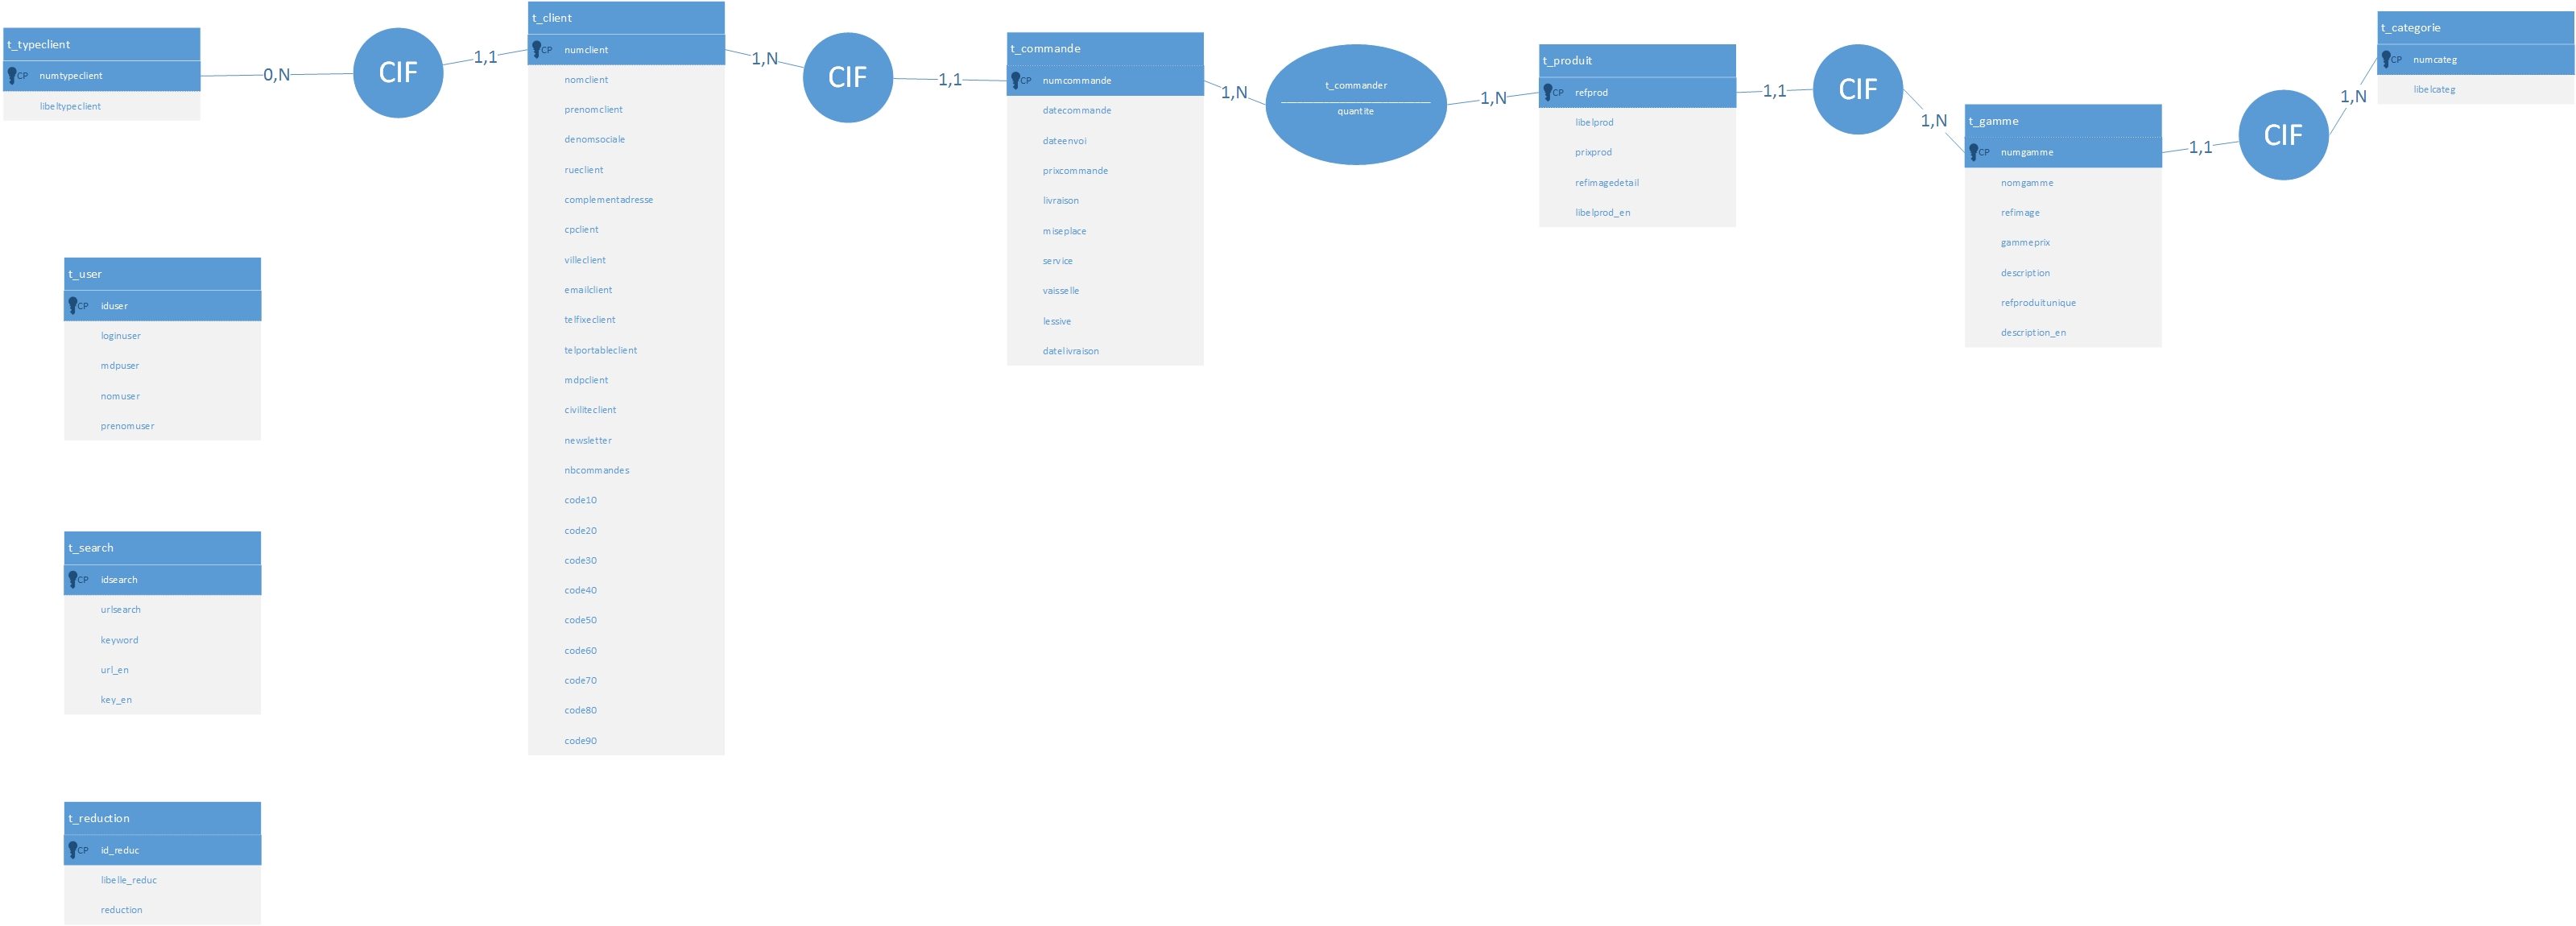 t_typeclient
CP numtypeclient
libeltypeclient
0,N
CIF
1,1
t_client
CP numclient
nomclient
prenomclient
denomsociale
rueclient
complementadresse
cpclient
villeclient
emailclient
telfixeclient
telportableclient
mdpclient
civiliteclient
newsletter
nbcommandes
code10
code20
code30
code40
code50
code60
code70
code80
code90
1,N
CIF
1,1
t_commande
CP numcommande
datecommande
dateenvoi
prixcommande
livraison
miseplace
service
vaisselle
lessive
datelivraison
1,N
t_commander
quantite
1,N
t_produit
CP refprod
libelprod
prixprod
refimagedetail
libelprod_en
1,1
CIF
1,N
t_gamme
CP numgamme
nomgamme
refimage
gammeprix
description
refproduitunique
description_en
1,1
CIF
1,N
t_categorie
CP numcateg
libelcateg
t_user
CP iduser
loginuser
mdpuser
nomuser
prenomuser
t_search
CP idsearch
urlsearch
keyword
url_en
key_en
t_reduction
CP id_reduc
libelle_reduc
reduction